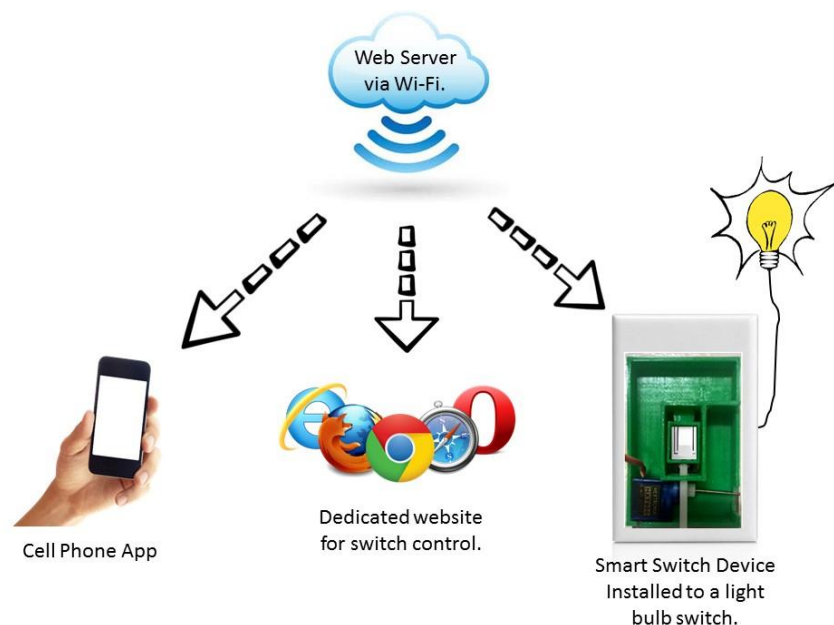 Web Server
via Wi-Fi.
Cell Phone App
Dedicated website
for switch control.
Smart Switch Device
Installed to a light
bulb switch.